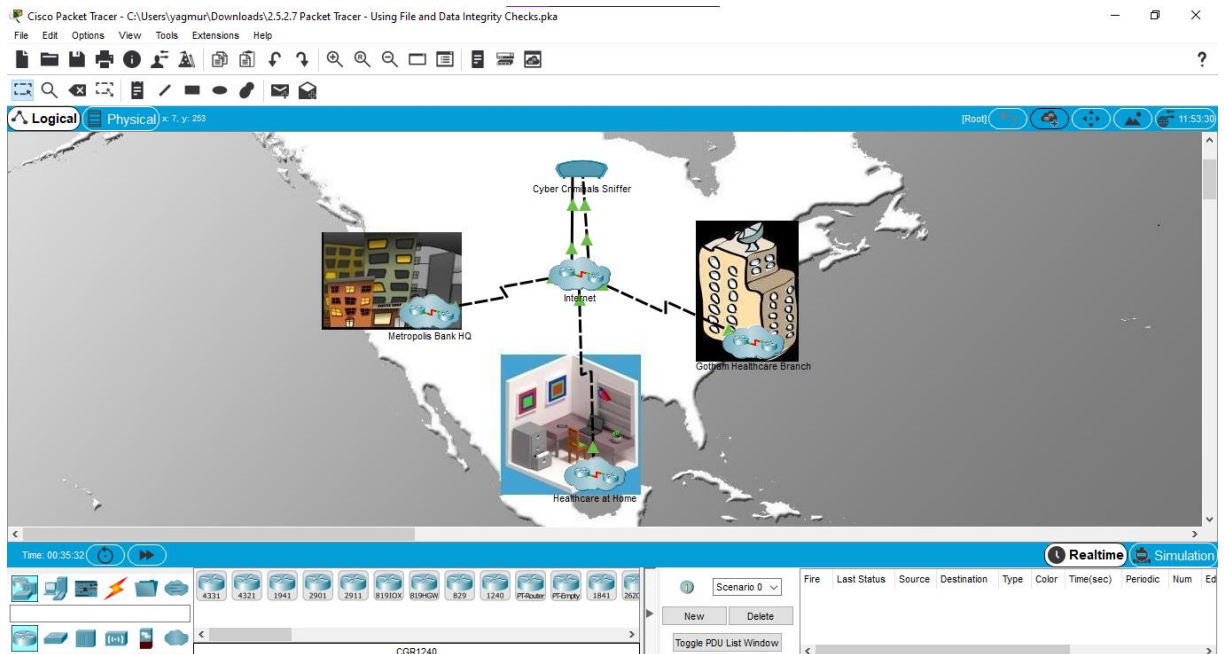 Cisco Packet Tracer - C:\Users\yagmur\Downloads\2.5.2.7 Packet Tracer - Using File and Data Integrity Checks.pka
File Edit Options View Tools Extensions Help
?
Logical Physical x: 7, y: 253 [Root] 11:53:30
Cyber Criminals Sniffer
Internet
Metropolis Bank HQ
Gotham Healthcare Branch
Healthcare at Home
Time: 00:35:32 Realtime Simulation
4331 4321 1941 2901 2911 819IOX 819HGW 829 1240 PT-Router PT-Empty 1841 262
Scenario 0
Fire Last Status Source Destination Type Color Time(sec) Periodic Num Ed
New Delete
Toggle PDU List Window
CGR1240